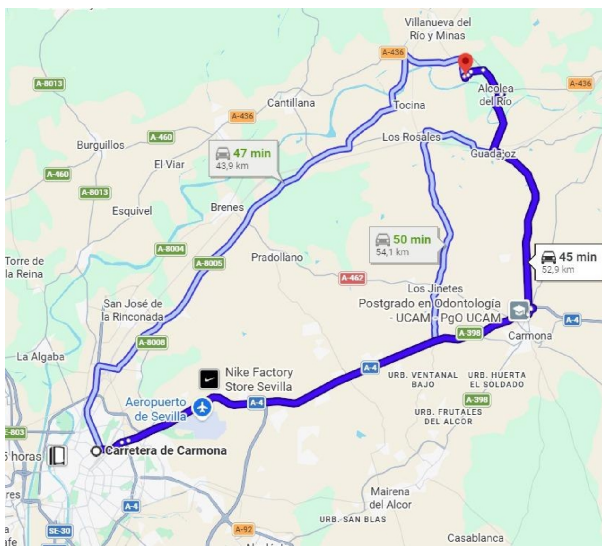 Villanueva del
Río y Minas
A-436
A-436
A-8013
Alcolea
del Río
Cantillana
Tocina
A-436
Burguillos
A-460
Los Rosales
El Viar
47 min
43,9 km
Guadajoz
A-460
A-8013
Brenes
Esquivel
50 min
54,1 km
A-8004
45 min
52,9 km
Torre de
la Reina
A-8005
Pradollano
A-462
Los Jinetes
Postgrado en Odontología
- UCAM - PgO UCAM
San José de
la Rinconada
A-4
A-398
Carmona
A-8008
La Algaba
Nike Factory
Store Sevilla
A-4
URB. VENTANAL
BAJO
URB. HUERTA
EL SOLDADO
Aeropuerto
de Sevilla
A-4
A-398
URB. FRUTALES
DEL ALCOR
-803
horas
Carretera de Carmona
A-4
Mairena
del Alcor
SE-30
A-92
URB. SAN BLAS
Casablanca